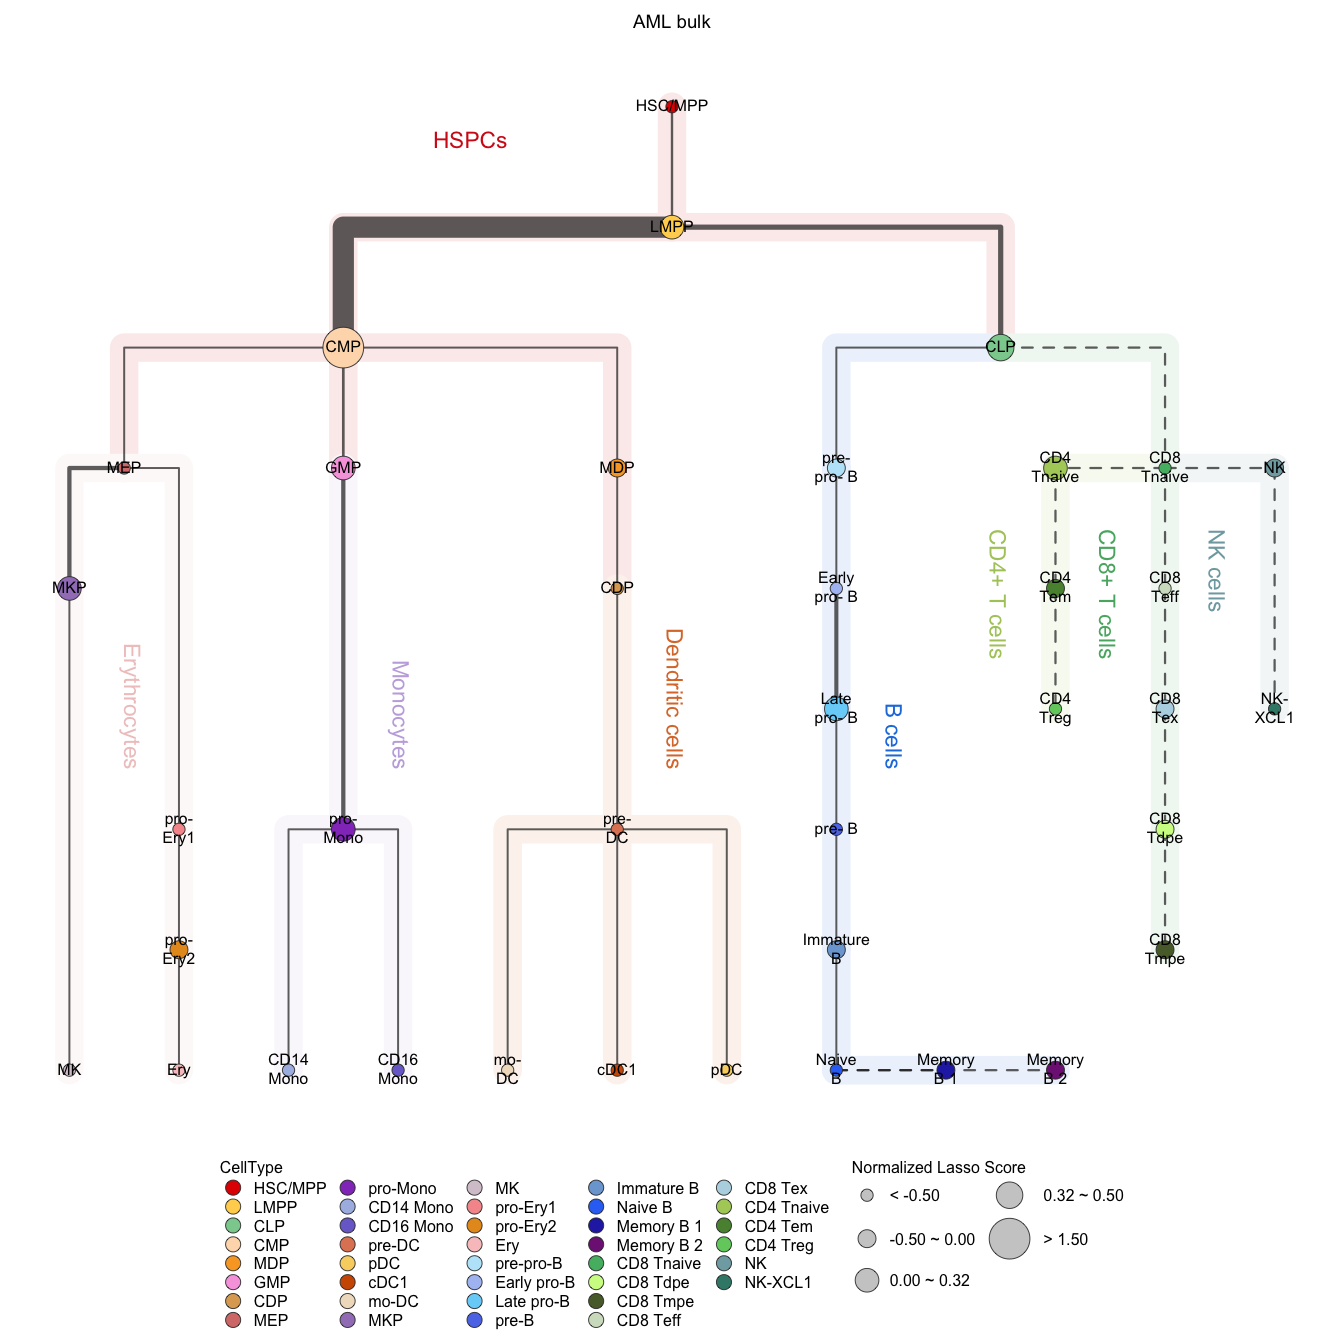 AML bulk
HSC/MPP
HSPCs
LMPP
CMP
CLP
MEP
GMP
MDP
pre-
pro- B
CD4
Tnaive
CD8
Tnaive
NK
MKP
CDP
Early
pro- B
CD4
Tem
CD8
Teff
CD4+ T cells
CD8+ T cells
NK cells
Erythrocytes
Monocytes
Dendritic cells
Late
pro- B
B cells
CD4
Treg
CD8
Tex
NK-
XCL1
pro-
Ery1
pro-
Mono
pre-
DC
pre- B
CD8
Tdpe
pro-
Ery2
Immature
B
CD8
Tmpe
MK
Ery
CD14
Mono
CD16
Mono
mo-
DC
cDC1
pDC
Naive
B
Memory
B 1
Memory
B 2
CellType
HSC/MPP
LMPP
CLP
CMP
MDP
GMP
CDP
MEP
pro-Mono
CD14 Mono
CD16 Mono
pre-DC
pDC
cDC1
mo-DC
MKP
MK
pro-Ery1
pro-Ery2
Ery
pre-pro-B
Early pro-B
Late pro-B
pre-B
Immature B
Naive B
Memory B 1
Memory B 2
CD8 Tnaive
CD8 Tdpe
CD8 Tmpe
CD8 Teff
CD8 Tex
CD4 Tnaive
CD4 Tem
CD4 Treg
NK
NK-XCL1
Normalized Lasso Score
< -0.50
-0.50 ~ 0.00
0.00 ~ 0.32
0.32 ~ 0.50
> 1.50